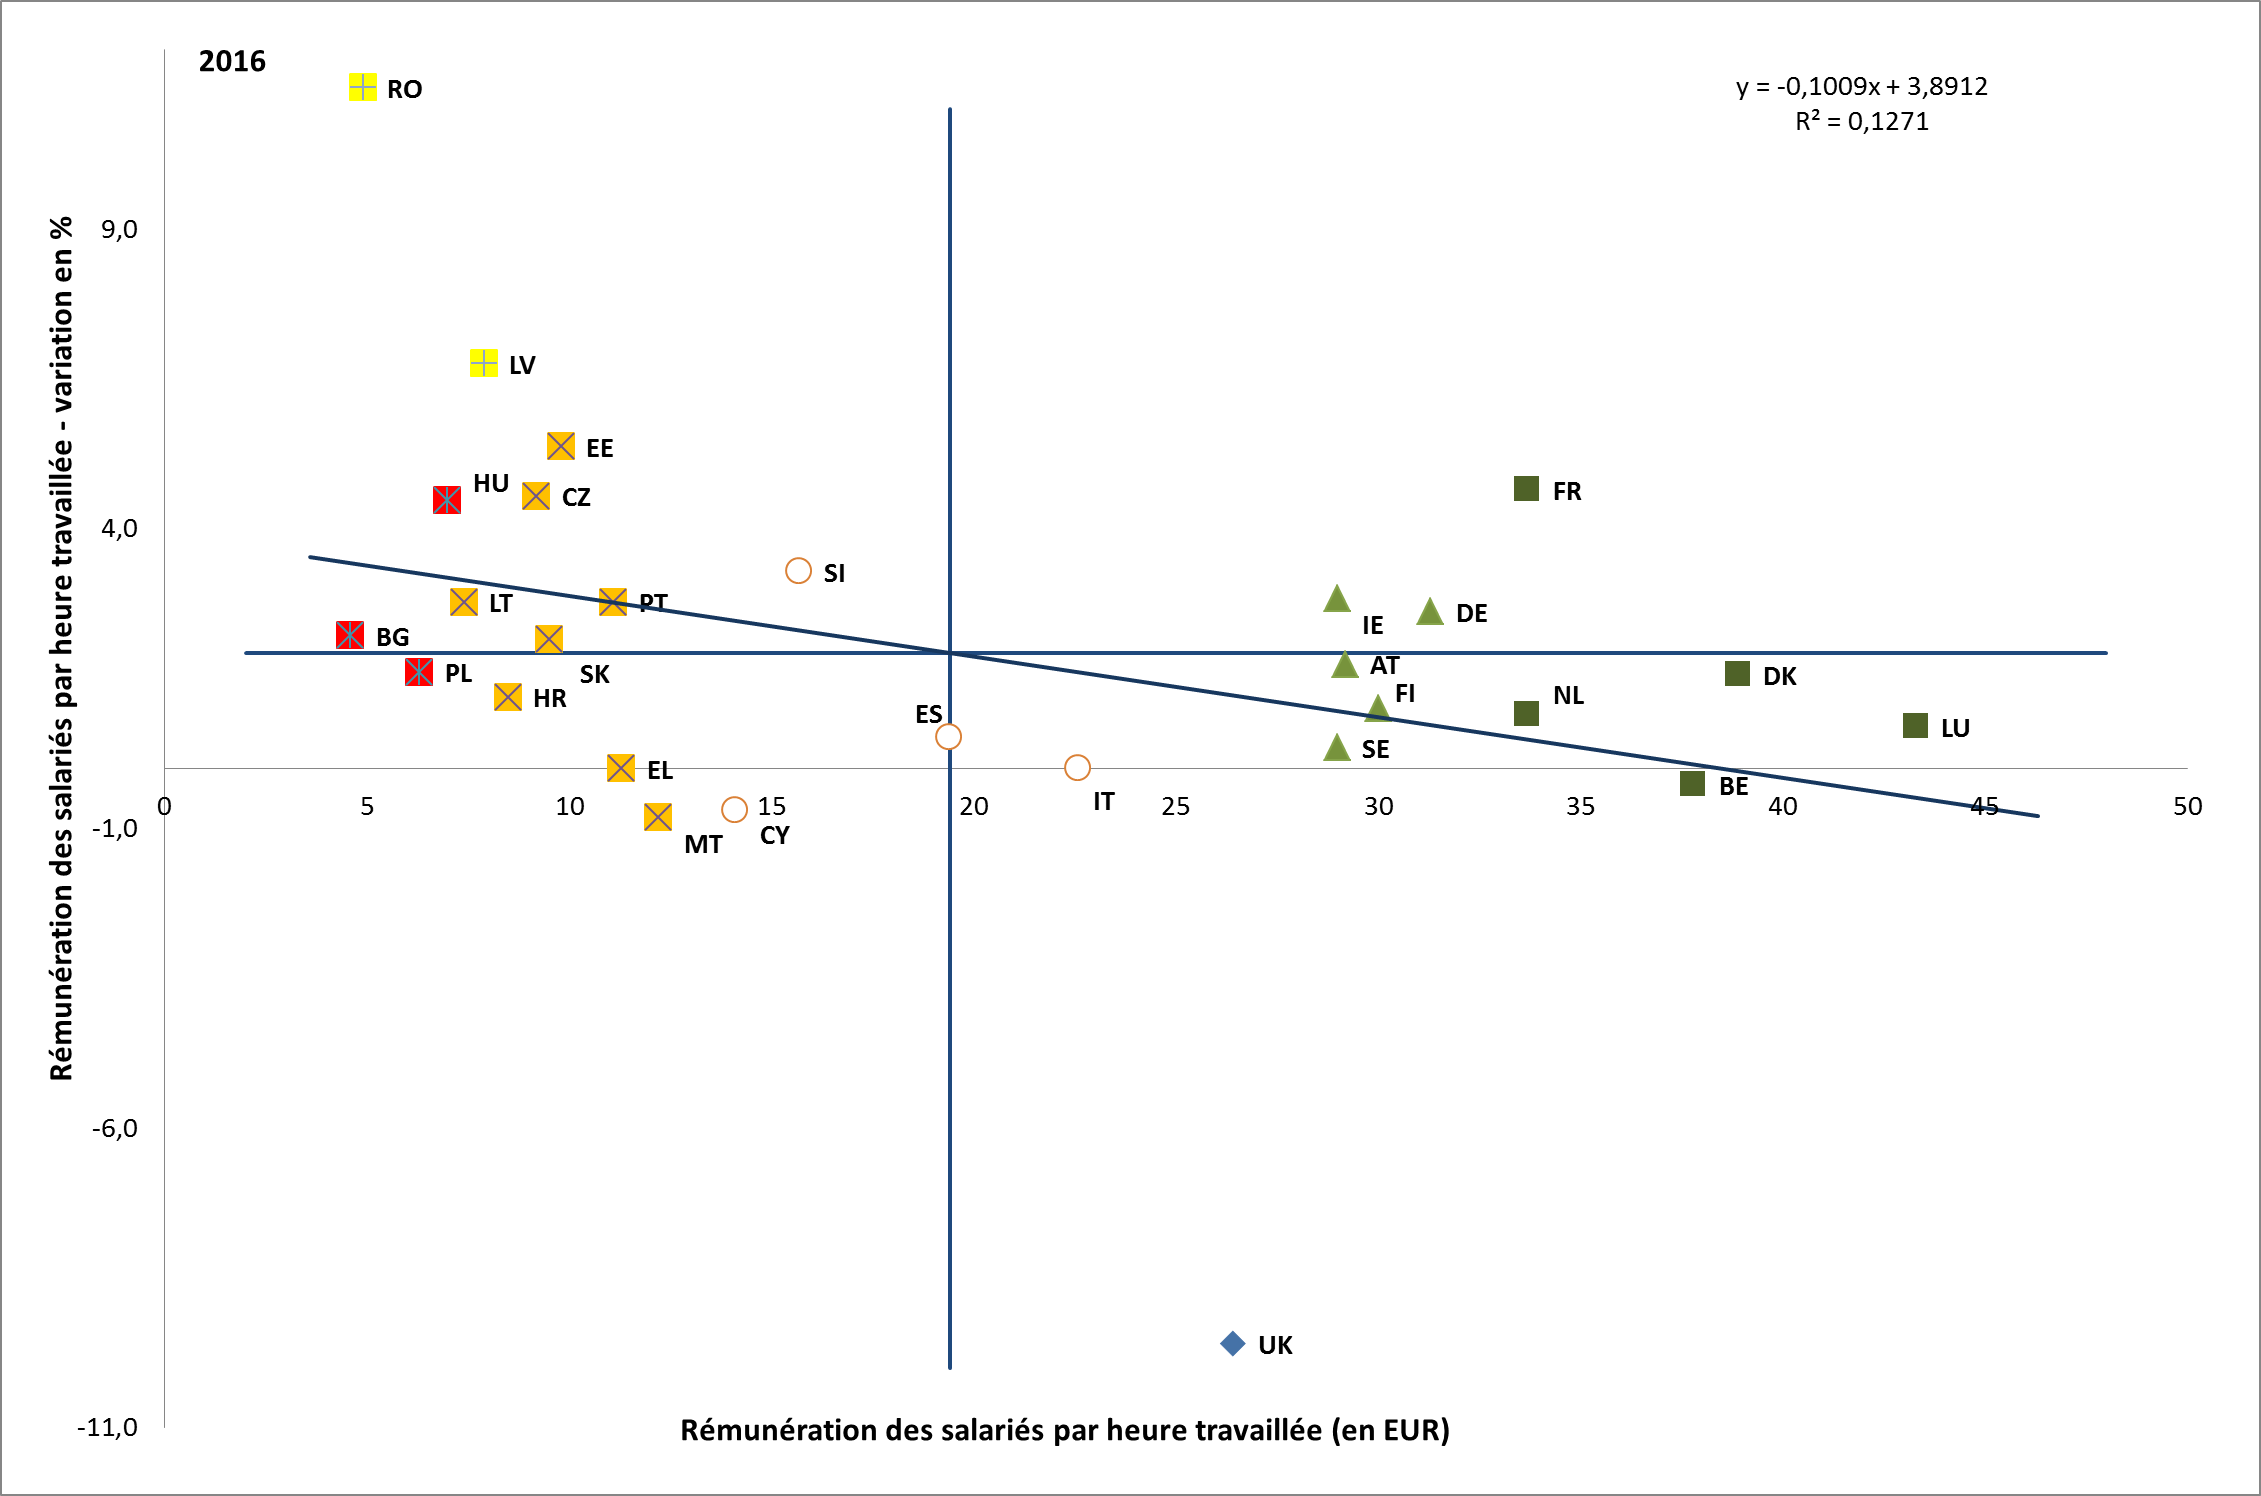 2016
y = -0,1009x + 3,8912
R² = 0,1271
Rémunération des salariés par heure travaillée - variation en %
9,0
4,0
-1,0
-6,0
-11,0
RO
LV
EE
HU
CZ
FR
SI
LT
PT
IE
DE
BG
SK
AT
PL
HR
FI
NL
DK
ES
LU
SE
EL
IT
BE
0 5 10 15 20 25 30 35 40 45 50
MT
CY
UK
Rémunération des salariés par heure travaillée (en EUR)